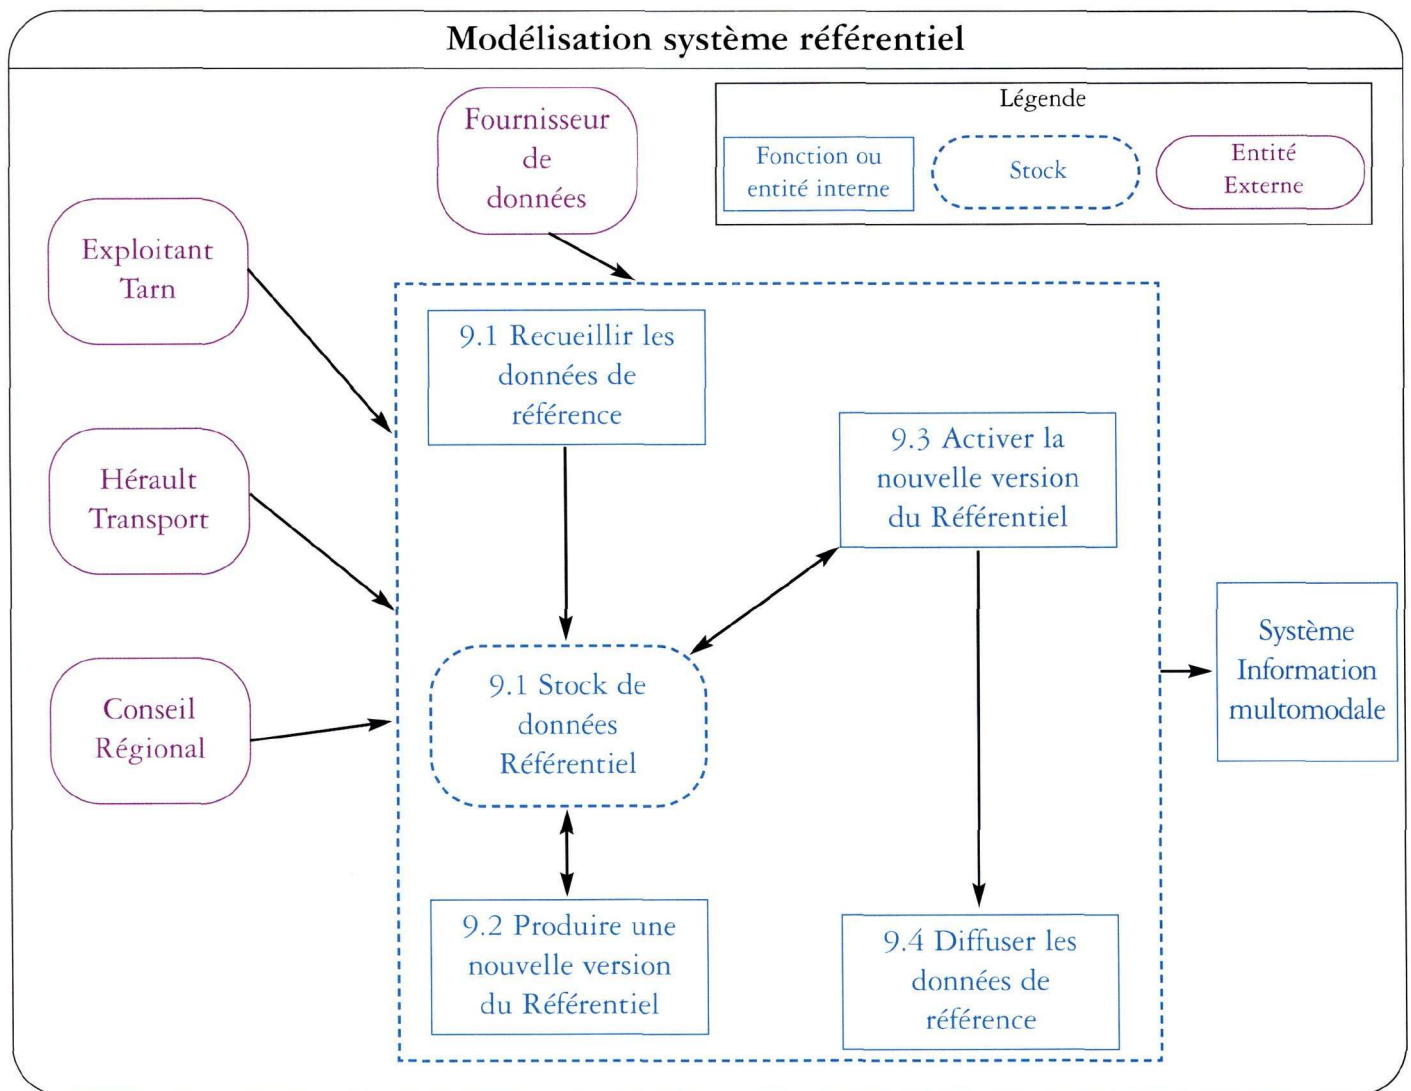 Modélisation système référentiel
Fournisseur
de
données
Légende
Fonction ou
entité interne
Stock
Entité
Externe
Exploitant
Tarn
9.1 Recueillir les
données de
référence
9.3 Activer la
nouvelle version
du Référentiel
Hérault
Transport
Système
Information
multomodale
9.1 Stock de
données
Référentiel
Conseil
Régional
9.2 Produire une
nouvelle version
du Référentiel
9.4 Diffuser les
données de
référence